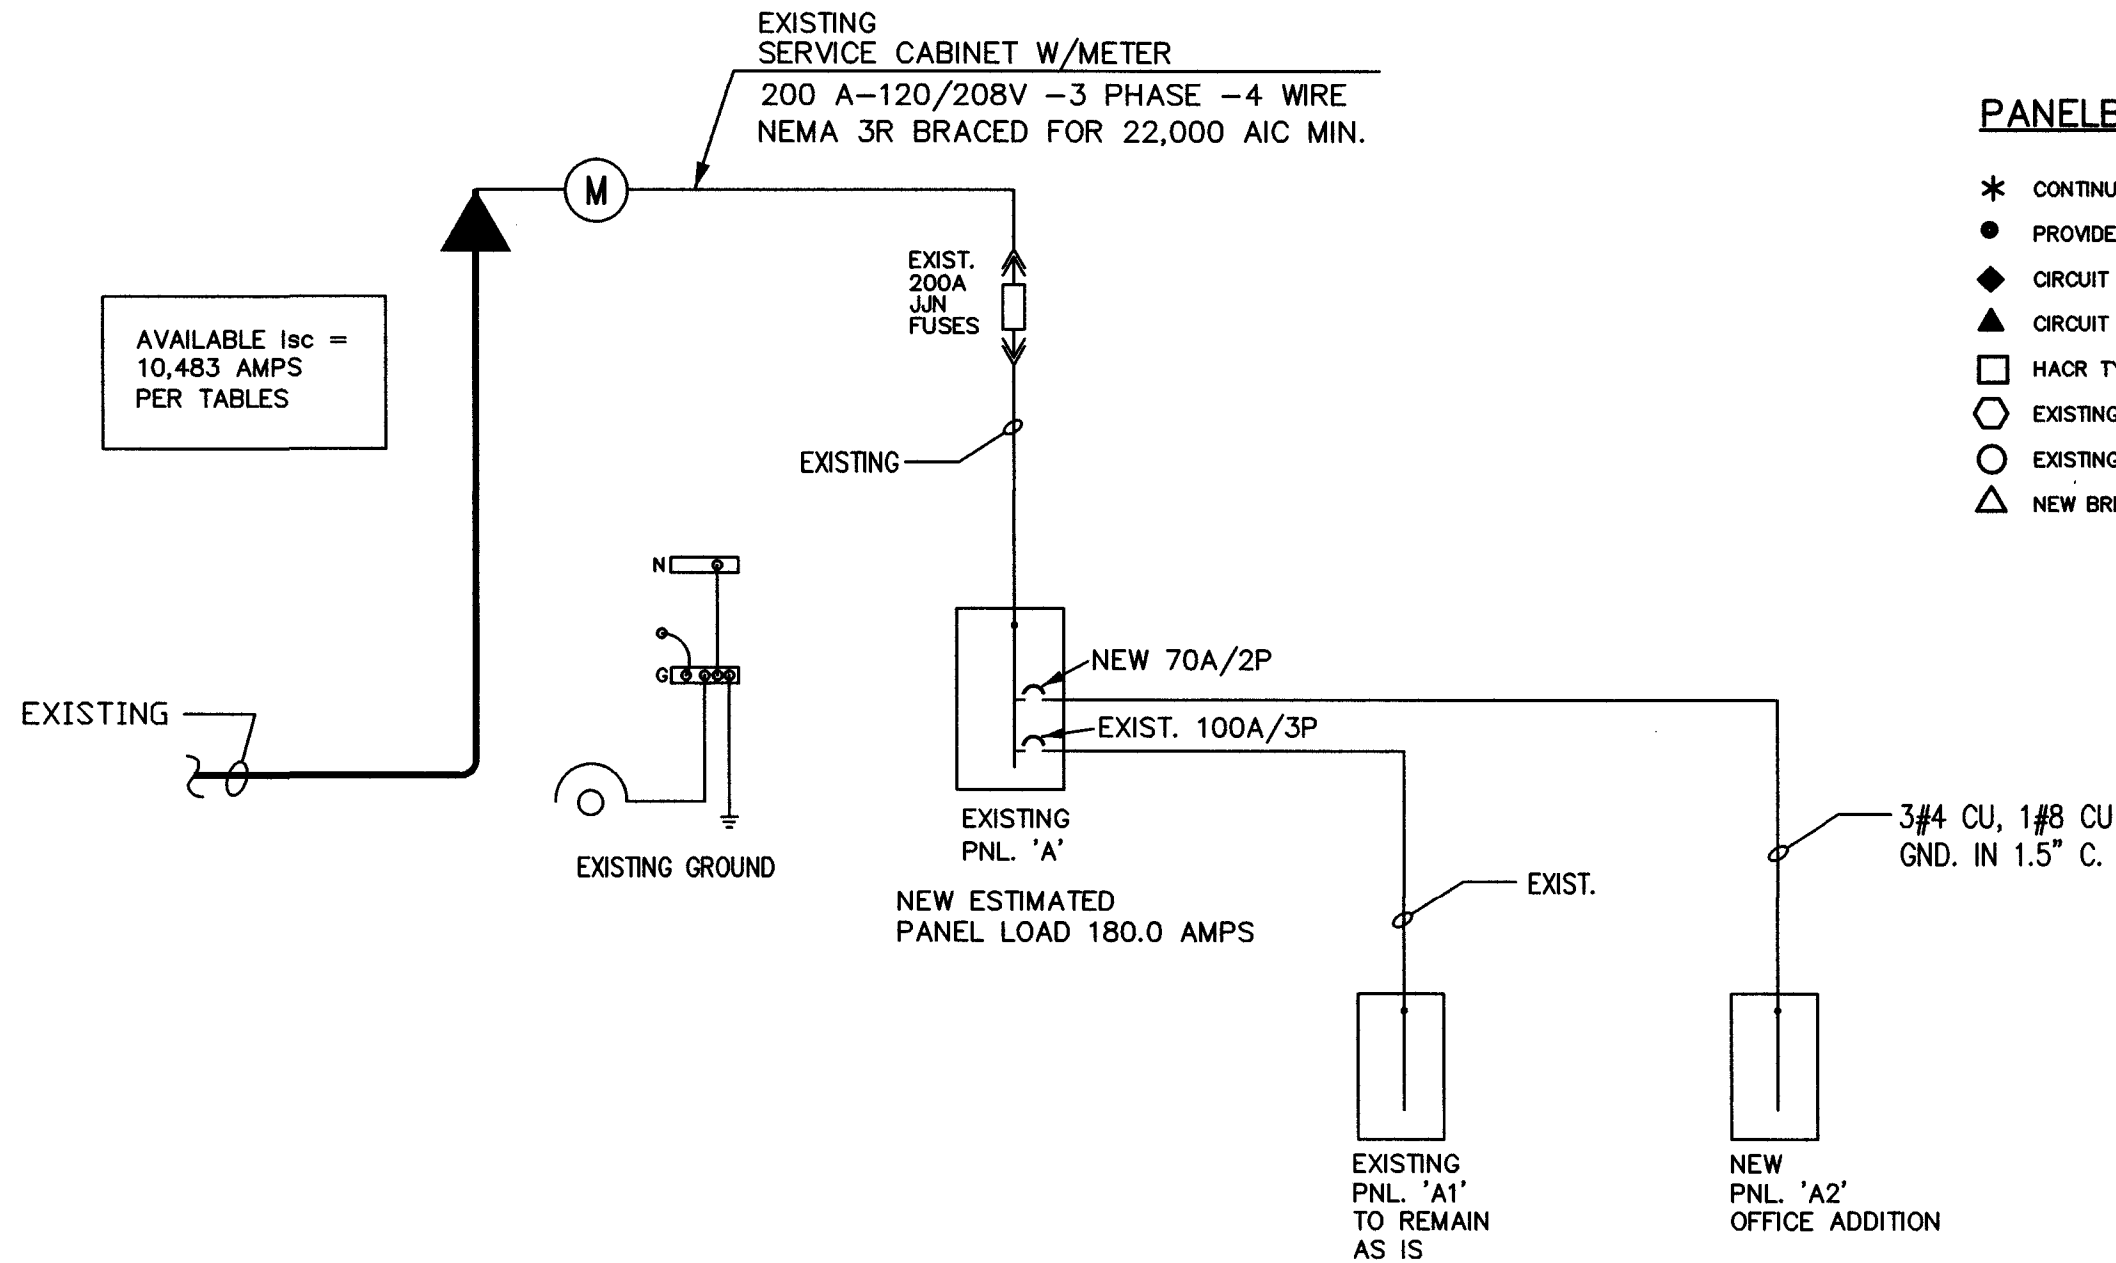 EXISTING
SERVICE CABINET W/METER
200 A-120/208V -3 PHASE -4 WIRE
NEMA 3R BRACED FOR 22,000 AIC MIN.
M
EXIST.
200A
JJN
FUSES
AVAILABLE Isc =
10,483 AMPS
PER TABLES
EXISTING
N
G
EXISTING
EXISTING GROUND
NEW 70A/2P
EXIST. 100A/3P
EXISTING
PNL. 'A'
NEW ESTIMATED
PANEL LOAD 180.0 AMPS
EXIST.
3#4 CU, 1#8 CU
GND. IN 1.5" C.
EXISTING
PNL. 'A1'
TO REMAIN
AS IS
NEW
PNL. 'A2'
OFFICE ADDITION
PANELB
CONTINU
PROVIDE
CIRCUIT
CIRCUIT
HACR TY
EXISTING
EXISTING
NEW BRE